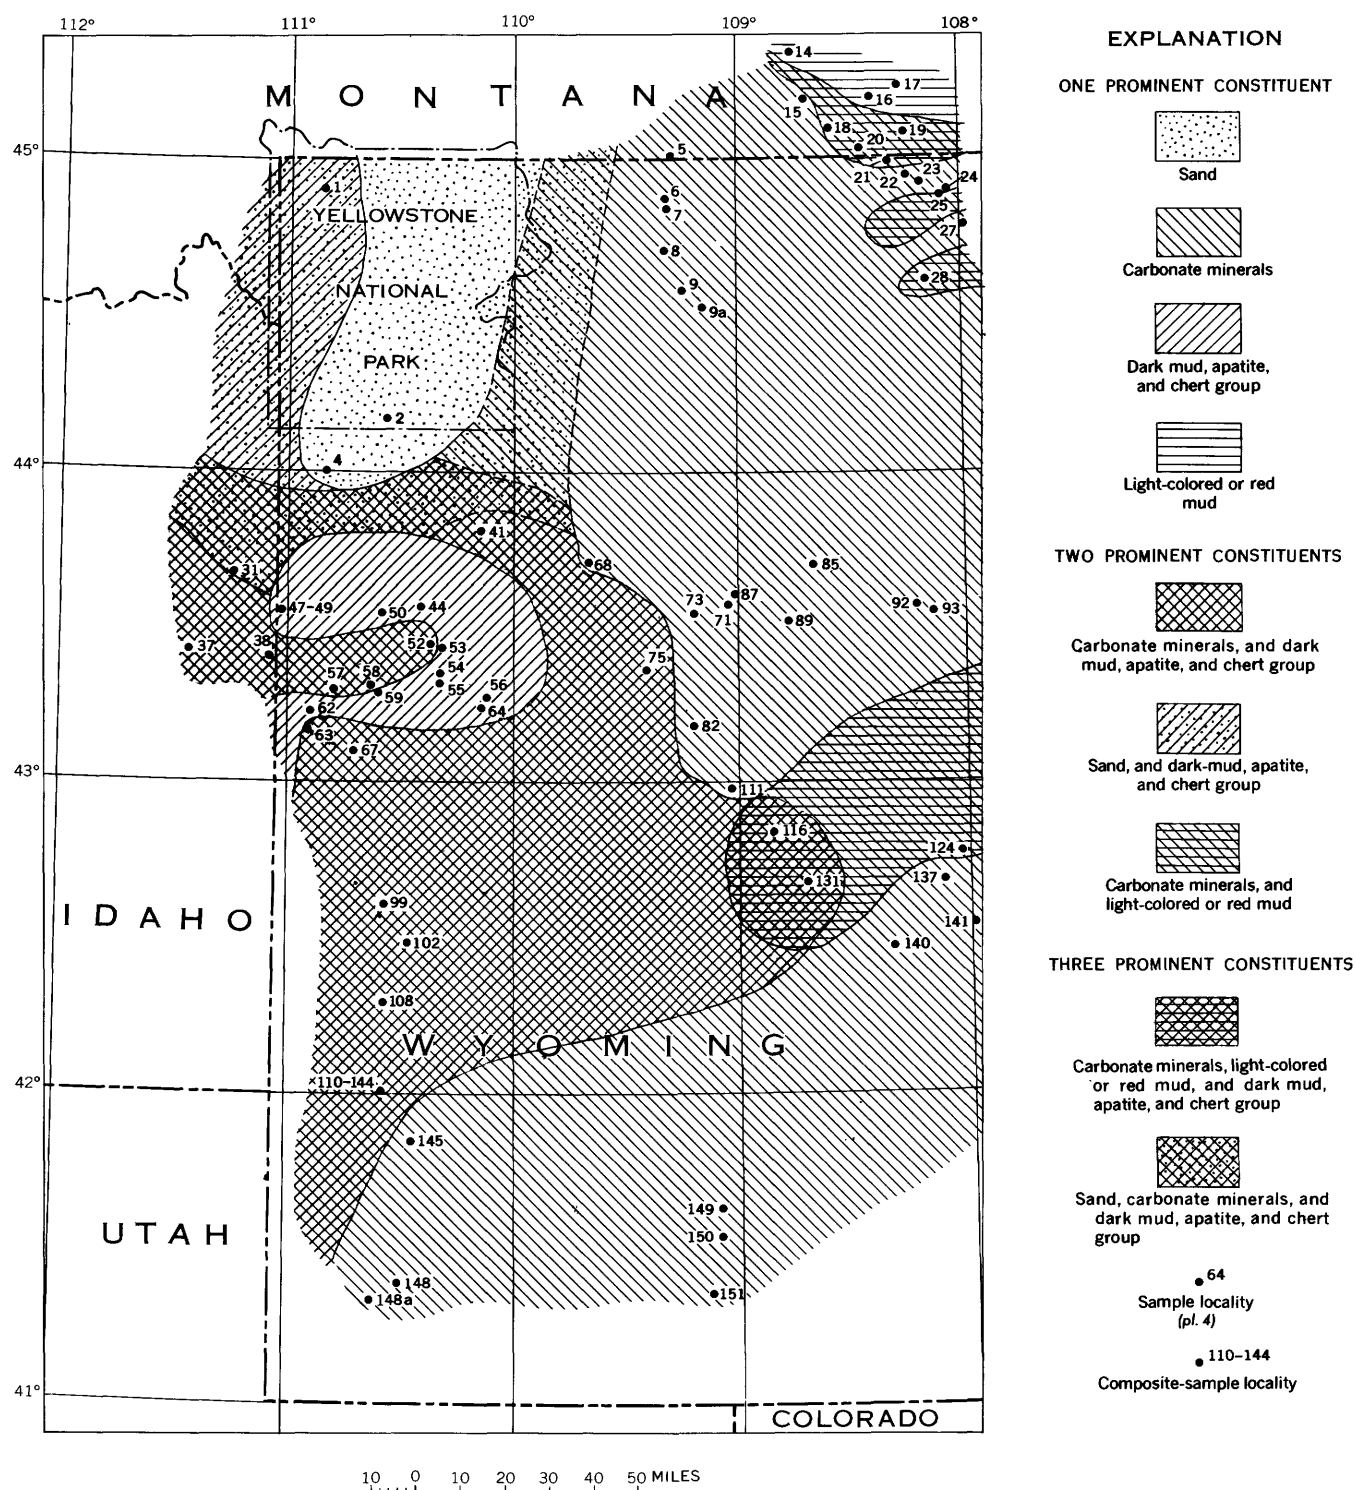 112° 111° 110° 109° 108°
14
MONTANA
17
16
15
18 19
20
45°
5
21 22 23 24
25
1
6
7
27
YELLOWSTONE
8
28
NATIONAL
9
9a
PARK
2
44°
4
41
31
68
85
47-49 50 44
73 87
71
89
92 93
37 38
52 53
54
55
75
57 58
59
56
62 64
63
82
67
43°
111
116
124
131
137
99
141
IDAHO
102
140
108
WYOMING
42°
110-144
145
149
UTAH
150
148
148a
151
41°
COLORADO
10 0 10 20 30 40 50 MILES
EXPLANATION
ONE PROMINENT CONSTITUENT
Sand
Carbonate minerals
Dark mud, apatite,
and chert group
Light-colored or red
mud
TWO PROMINENT CONSTITUENTS
Carbonate minerals, and dark
mud, apatite, and chert group
Sand, and dark-mud, apatite,
and chert group
Carbonate minerals, and
light-colored or red mud
THREE PROMINENT CONSTITUENTS
Carbonate minerals, light-colored
or red mud, and dark mud,
apatite, and chert group
Sand, carbonate minerals, and
dark mud, apatite, and chert
group
64
Sample locality
(pl. 4)
110-144
Composite-sample locality